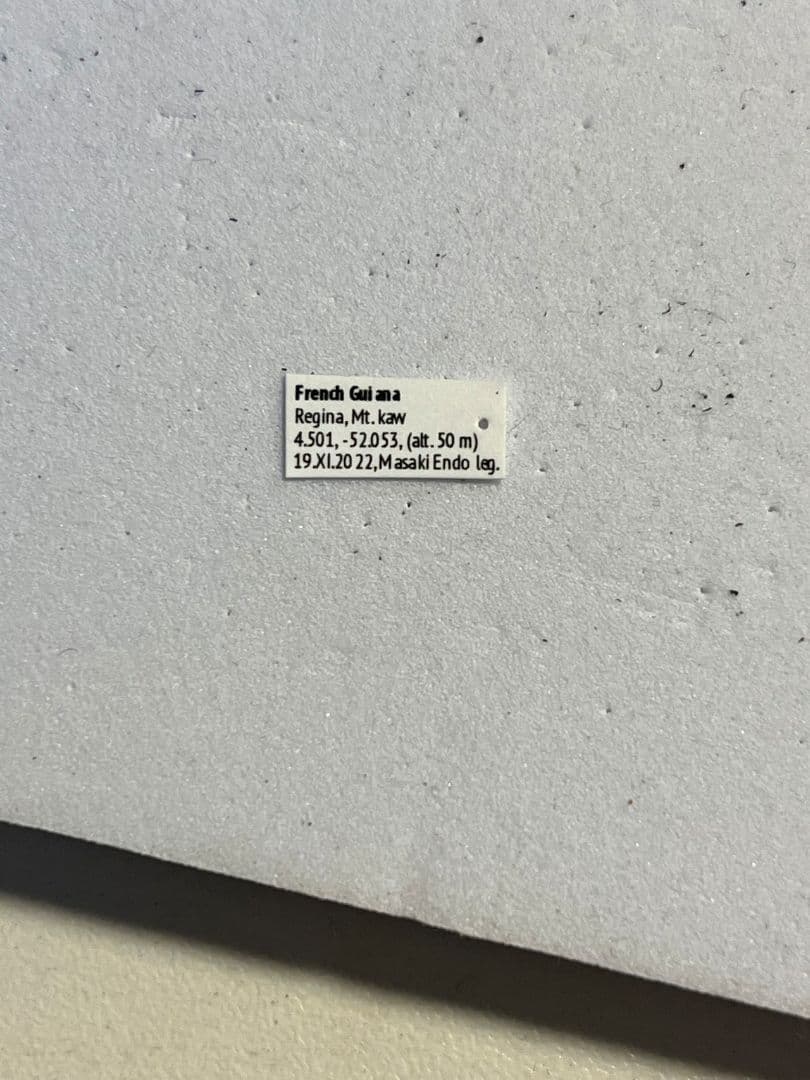 French Guiana
Regina, Mt. kaw
4.501, -52.053, (alt. 50 m)
19.XI.2022, Masaki Endo leg.